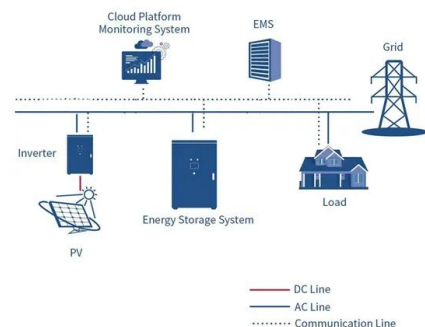 Cloud Platform
Monitoring System
EMS
Grid
Inverter
Energy Storage System
Load
PV
DC Line
AC Line
Communication Line